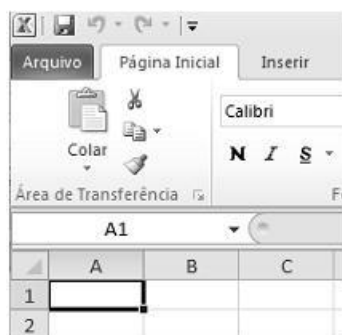 Arquivo Página Inicial Inserir
Calibri
Colar
N I S
Área de Transferência F
A1
A B C
1
2